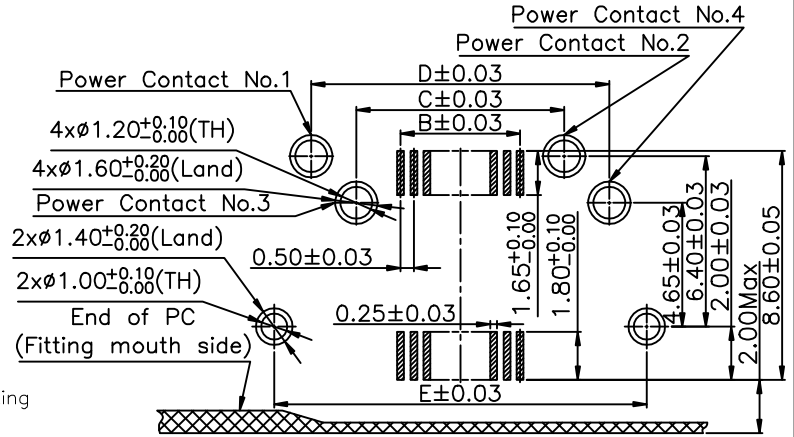 Power Contact No.4
Power Contact No.2
Power Contact No.1
D±0.03
C±0.03
B±0.03
4xø1.20+0.10-0.00(TH)
4xø1.60+0.20-0.00(Land)
Power Contact No.3
2xø1.40+0.20-0.00(Land)
0.50±0.03
2xø1.00+0.10-0.00(TH)
0.25±0.03
End of PC
(Fitting mouth side)
1.65+0.10-0.00
1.80+0.10-0.00
4.65±0.03
6.40±0.03
2.00±0.03
2.00Max
8.60±0.05
E±0.03
ing